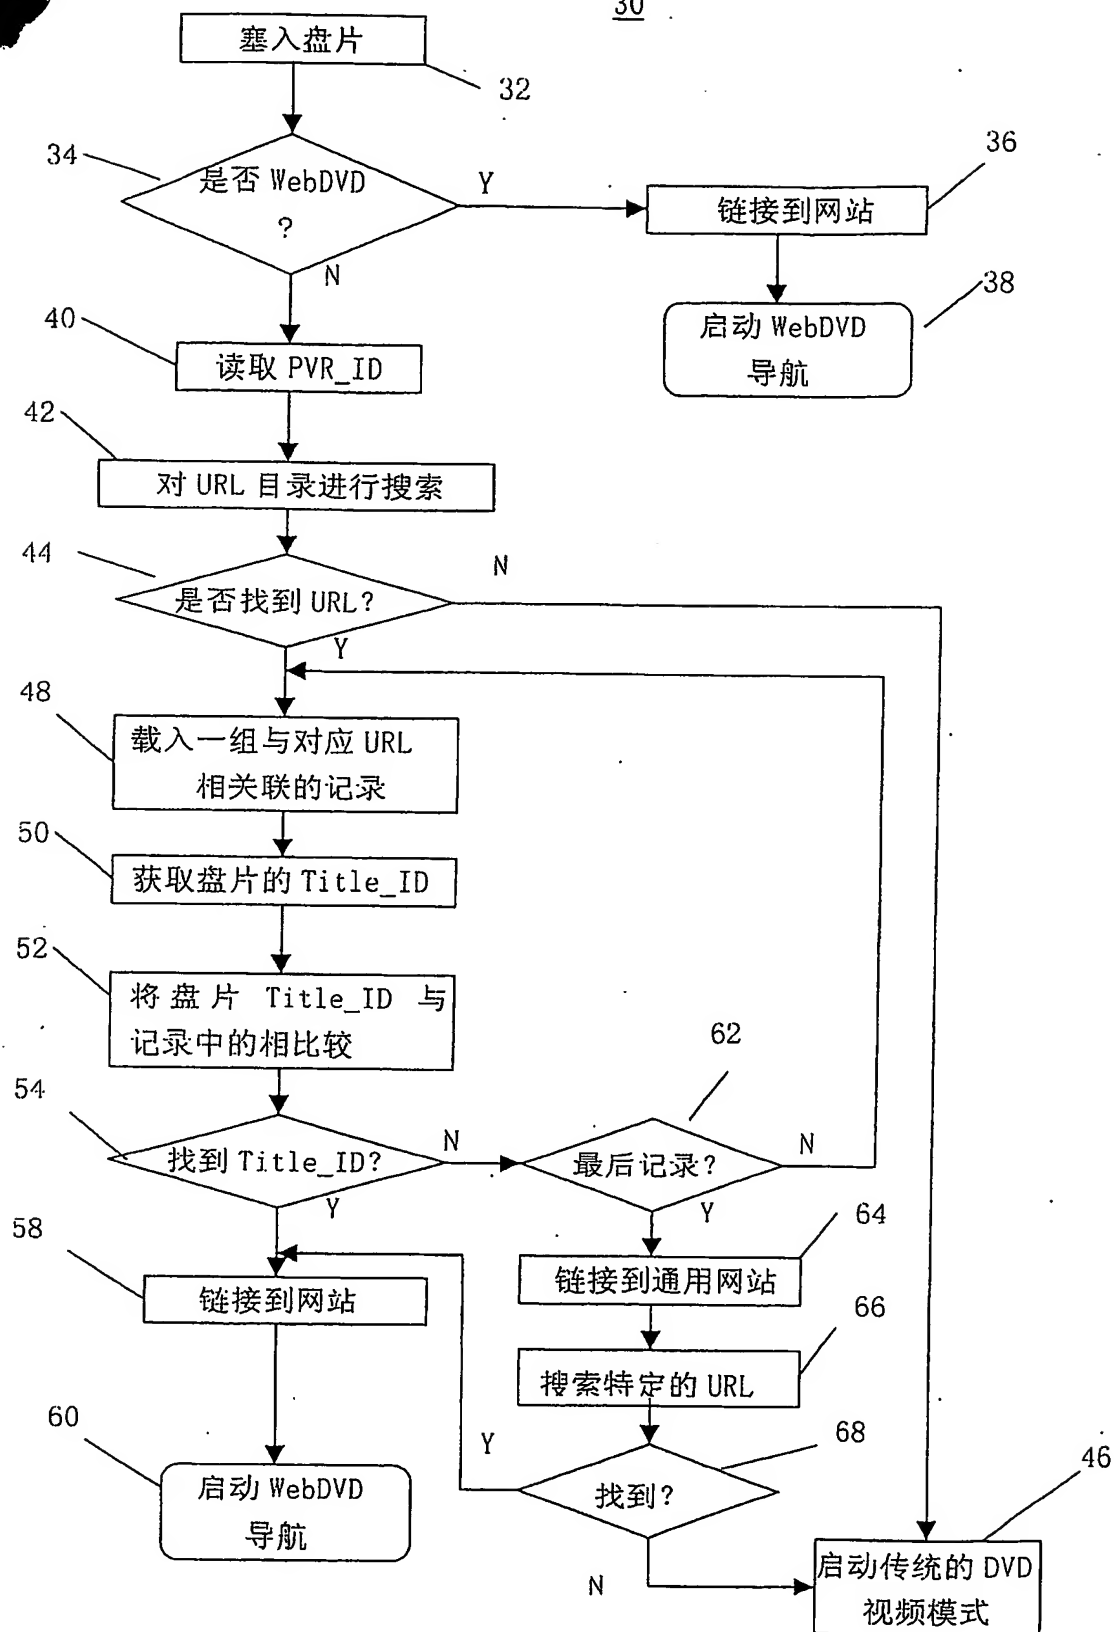 30
塞入盘片
32
34
是否 WebDVD
?
Y
36
链接到网站
N
38
启动 WebDVD
导航
40
读取 PVR_ID
42
对 URL 目录进行搜索
44
N
是否找到 URL?
Y
48
载入一组与对应 URL
相关联的记录
50
获取盘片的 Title_ID
52
将盘片 Title_ID 与
记录中的相比较
62
54
找到 Title_ID?
N
最后记录?
N
Y
Y
58
64
链接到网站
链接到通用网站
66
搜索特定的 URL
60
Y
68
46
启动 WebDVD
导航
找到?
N
启动传统的 DVD
视频模式